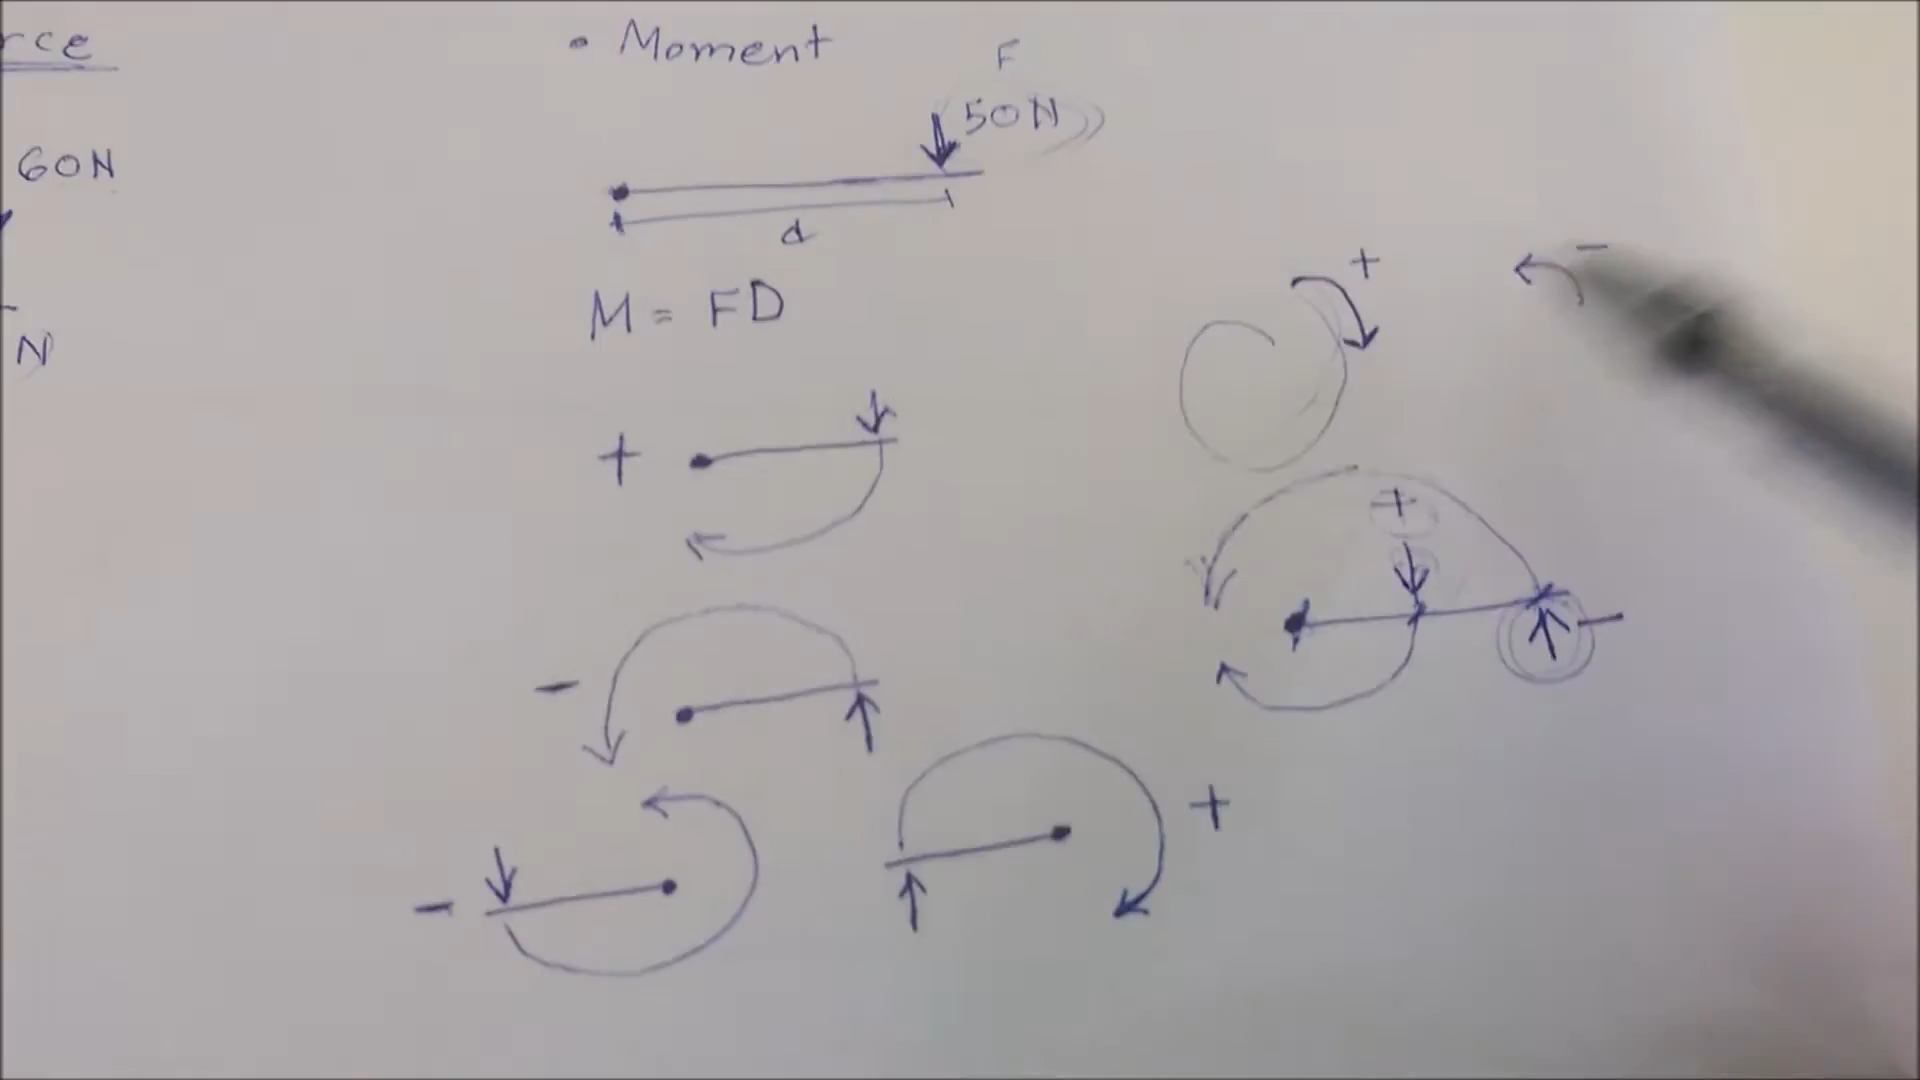 rce
• Moment
F
50N
60N
d
M = FD
N
+
-
+
+
-
+
-
-
+